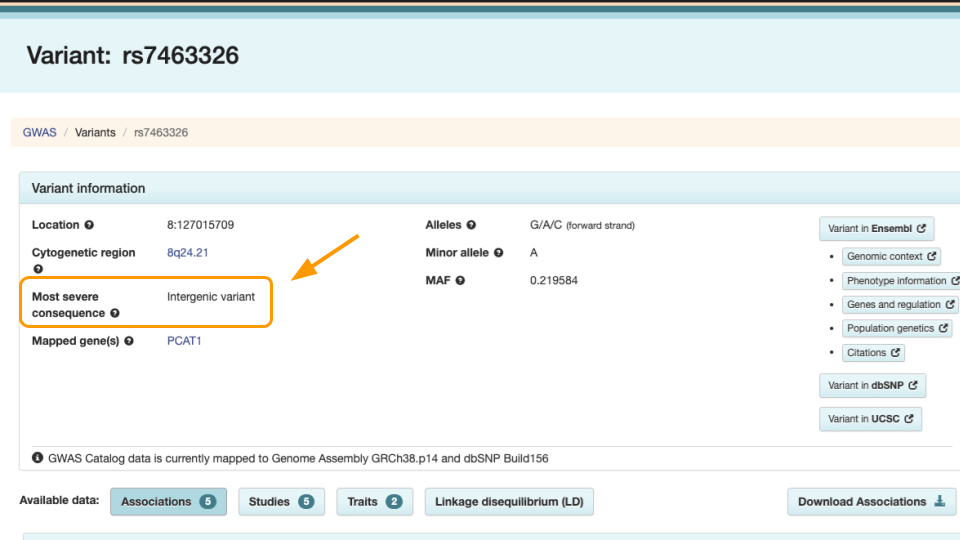 Variant: rs7463326
GWAS / Variants / rs7463326
Variant information
Location 8:127015709
Cytogenetic region 8q24.21
Most severe consequence Intergenic variant
Mapped gene(s) PCAT1
Alleles G/A/C (forward strand)
Minor allele A
MAF 0.219584
Variant in Ensembl
Genomic context
Phenotype information
Genes and regulation
Population genetics
Citations
Variant in dbSNP
Variant in UCSC
GWAS Catalog data is currently mapped to Genome Assembly GRCh38.p14 and dbSNP Build156
Available data: Associations 5 Studies 5 Traits 2 Linkage disequilibrium (LD) Download Associations